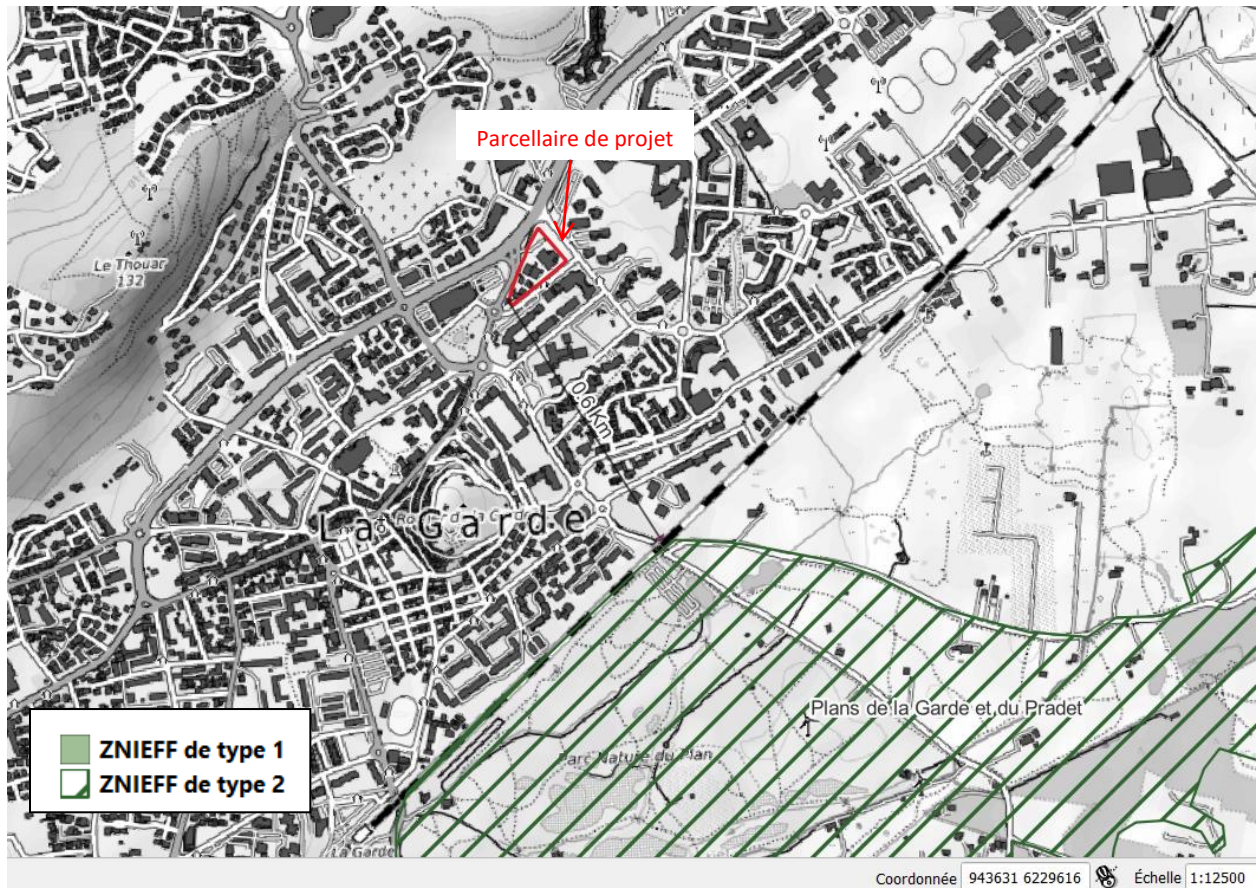 Parcellaire de projet
Le Thouar
132
0.6 Km
La Garde
Plans de la Garde et du Pradet
Parc Nature du Plan
ZNIEFF de type 1
ZNIEFF de type 2
La Garde
Coordonnée 943631 6229616 Échelle 1:12500